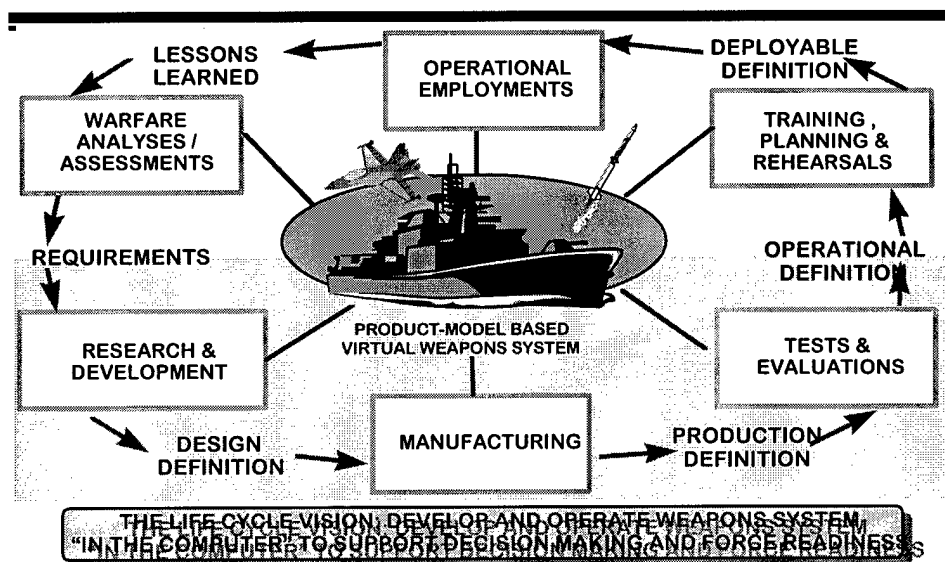 LESSONS
LEARNED
OPERATIONAL
EMPLOYMENTS
DEPLOYABLE
DEFINITION
WARFARE
ANALYSES /
ASSESSMENTS
TRAINING ,
PLANNING &
REHEARSALS
REQUIREMENTS
OPERATIONAL
DEFINITION
PRODUCT-MODEL BASED
VIRTUAL WEAPONS SYSTEM
RESEARCH &
DEVELOPMENT
TESTS &
EVALUATIONS
DESIGN
DEFINITION
MANUFACTURING
PRODUCTION
DEFINITION
THE LIFE CYCLE VISION: DEVELOP AND OPERATE WEAPONS SYSTEM
"IN THE COMPUTER" TO SUPPORT DECISION MAKING AND FORCE READINESS